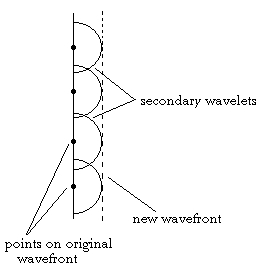 secondary wavelets
new wavefront
points on original
wavefront